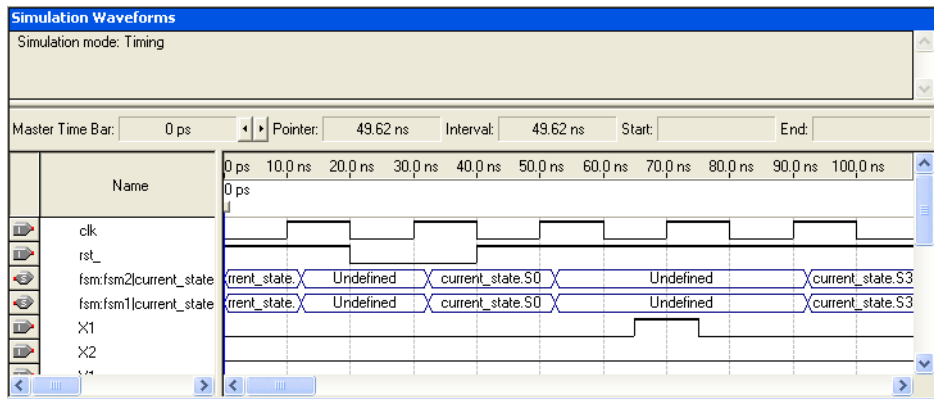 Simulation Waveforms
Simulation mode: Timing
Master Time Bar: 0 ps Pointer: 49.62 ns Interval: 49.62 ns Start: End:
Name
0 ps 10.0 ns 20.0 ns 30.0 ns 40.0 ns 50.0 ns 60.0 ns 70.0 ns 80.0 ns 90.0 ns 100.0 ns
0 ps
clk
rst_
fsm:fsm2|current_state rrent_state. Undefined current_state.S0 Undefined current_state.S3
fsm:fsm1|current_state rrent_state. Undefined current_state.S0 Undefined current_state.S3
X1
X2